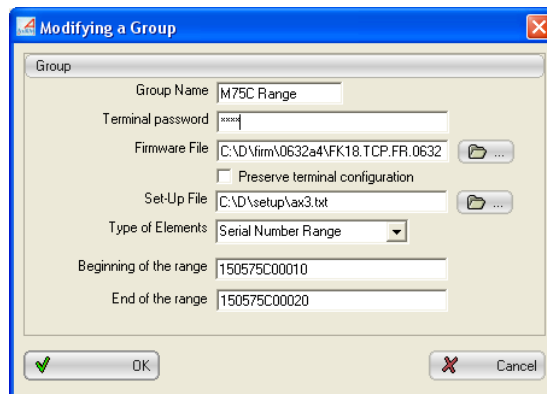 Modifying a Group
Group
Group Name M75C Range
Terminal password ****
Firmware File C:\D\firm\0632a4\FK18.TCP.FR.0632 ...
Preserve terminal configuration
Set-Up File C:\D\setup\ax3.txt ...
Type of Elements Serial Number Range
Beginning of the range 150575C00010
End of the range 150575C00020
OK Cancel